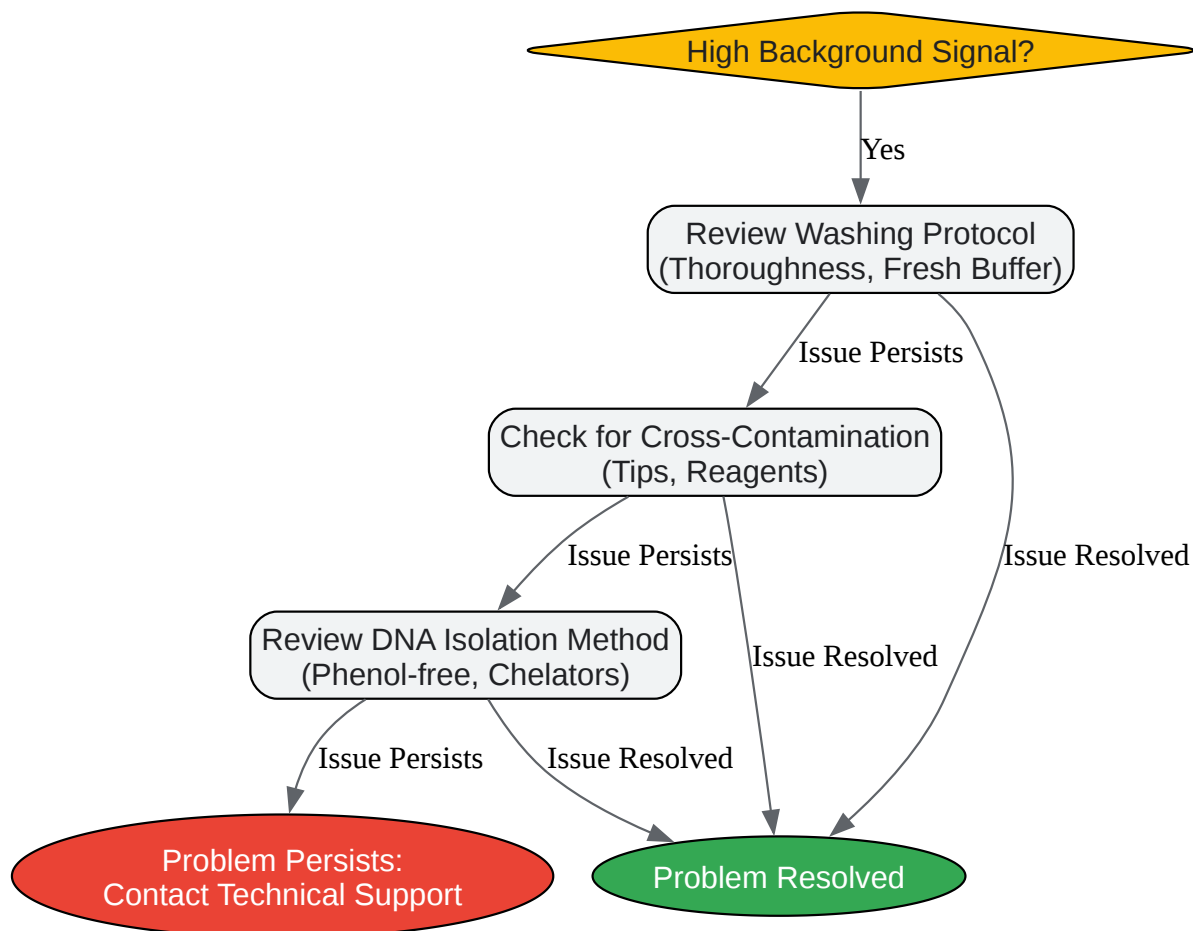 High Background Signal?
Yes
Review Washing Protocol
(Thoroughness, Fresh Buffer)
Issue Persists
Check for Cross-Contamination
(Tips, Reagents)
Issue Persists
Issue Resolved
Review DNA Isolation Method
(Phenol-free, Chelators)
Issue Resolved
Issue Persists
Issue Resolved
Problem Persists:
Contact Technical Support
Problem Resolved